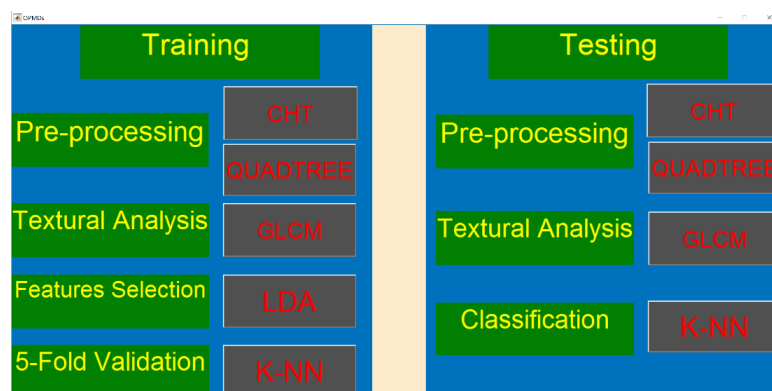 OPMDs
Training
Pre-processing
CHT
QUADTREE
Textural Analysis
GLCM
Features Selection
LDA
5-Fold Validation
K-NN
Testing
Pre-processing
CHT
QUADTREE
Textural Analysis
GLCM
Classification
K-NN